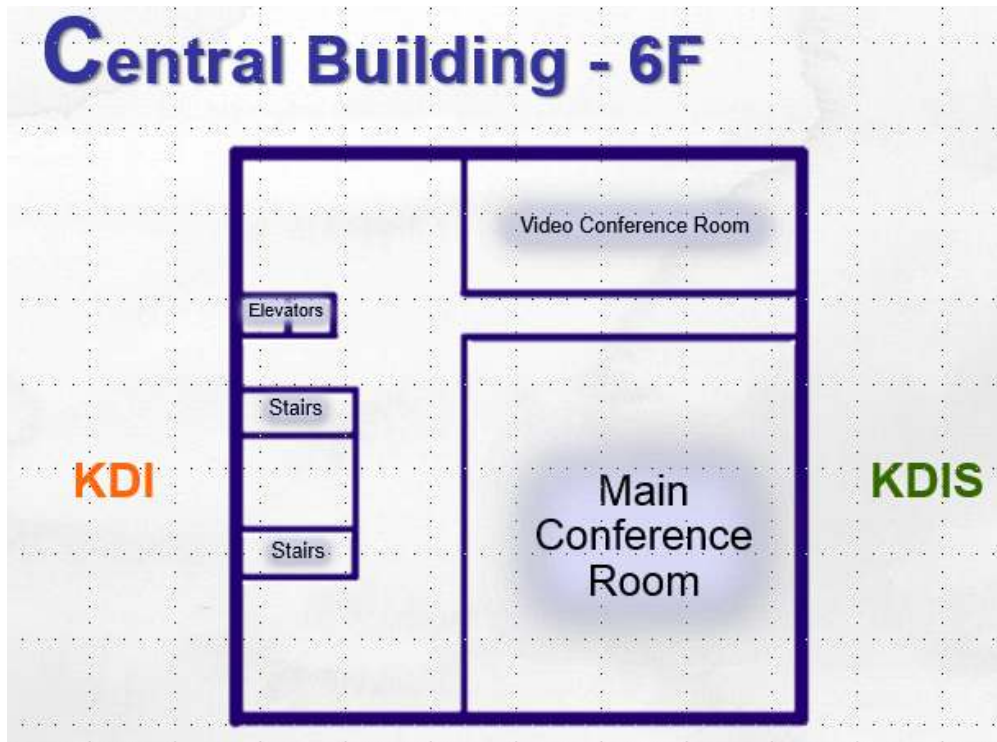 Central Building - 6F
Video Conference Room
Elevators
Stairs
KDI
Main
Conference
Room
KDIS
Stairs